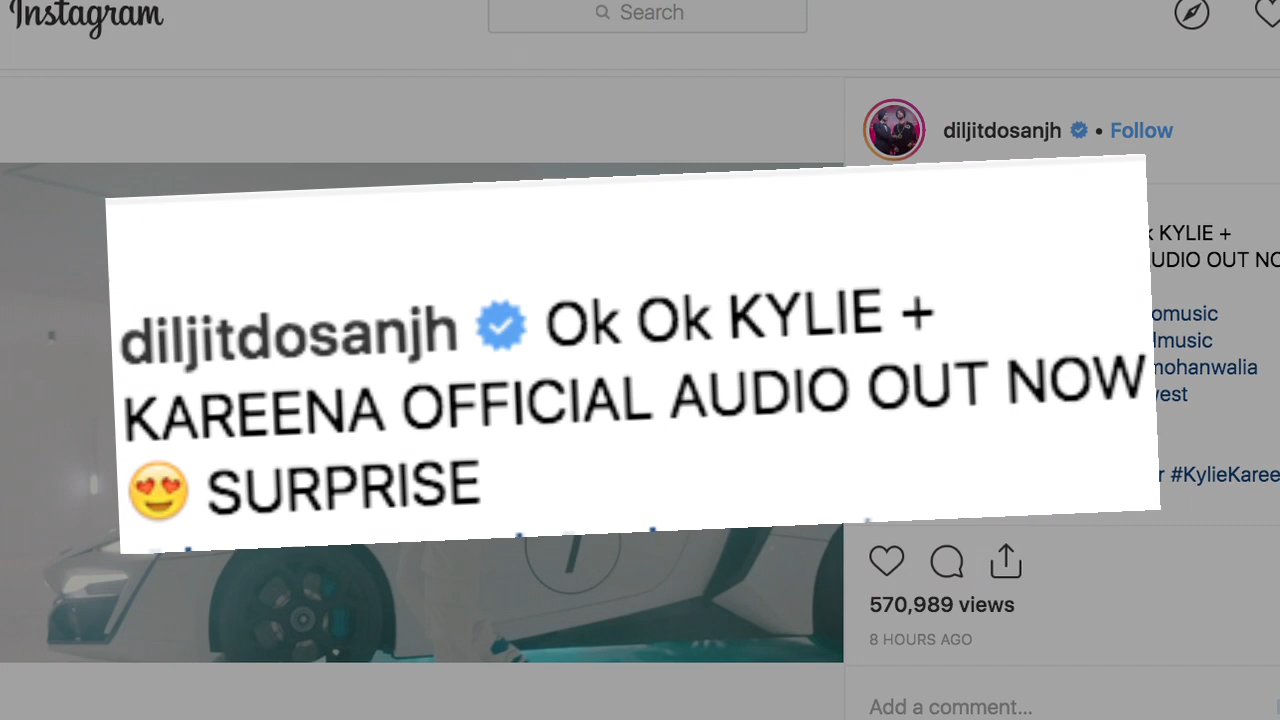 Instagram
Search
diljitdosanjh • Follow
KYLIE +
UDIO OUT NO
diljitdosanjh Ok Ok KYLIE +
KAREENA OFFICIAL AUDIO OUT NOW
😍 SURPRISE
omusic
lmusic
mohanwalia
vest
r #KylieKaree
570,989 views
8 HOURS AGO
Add a comment...